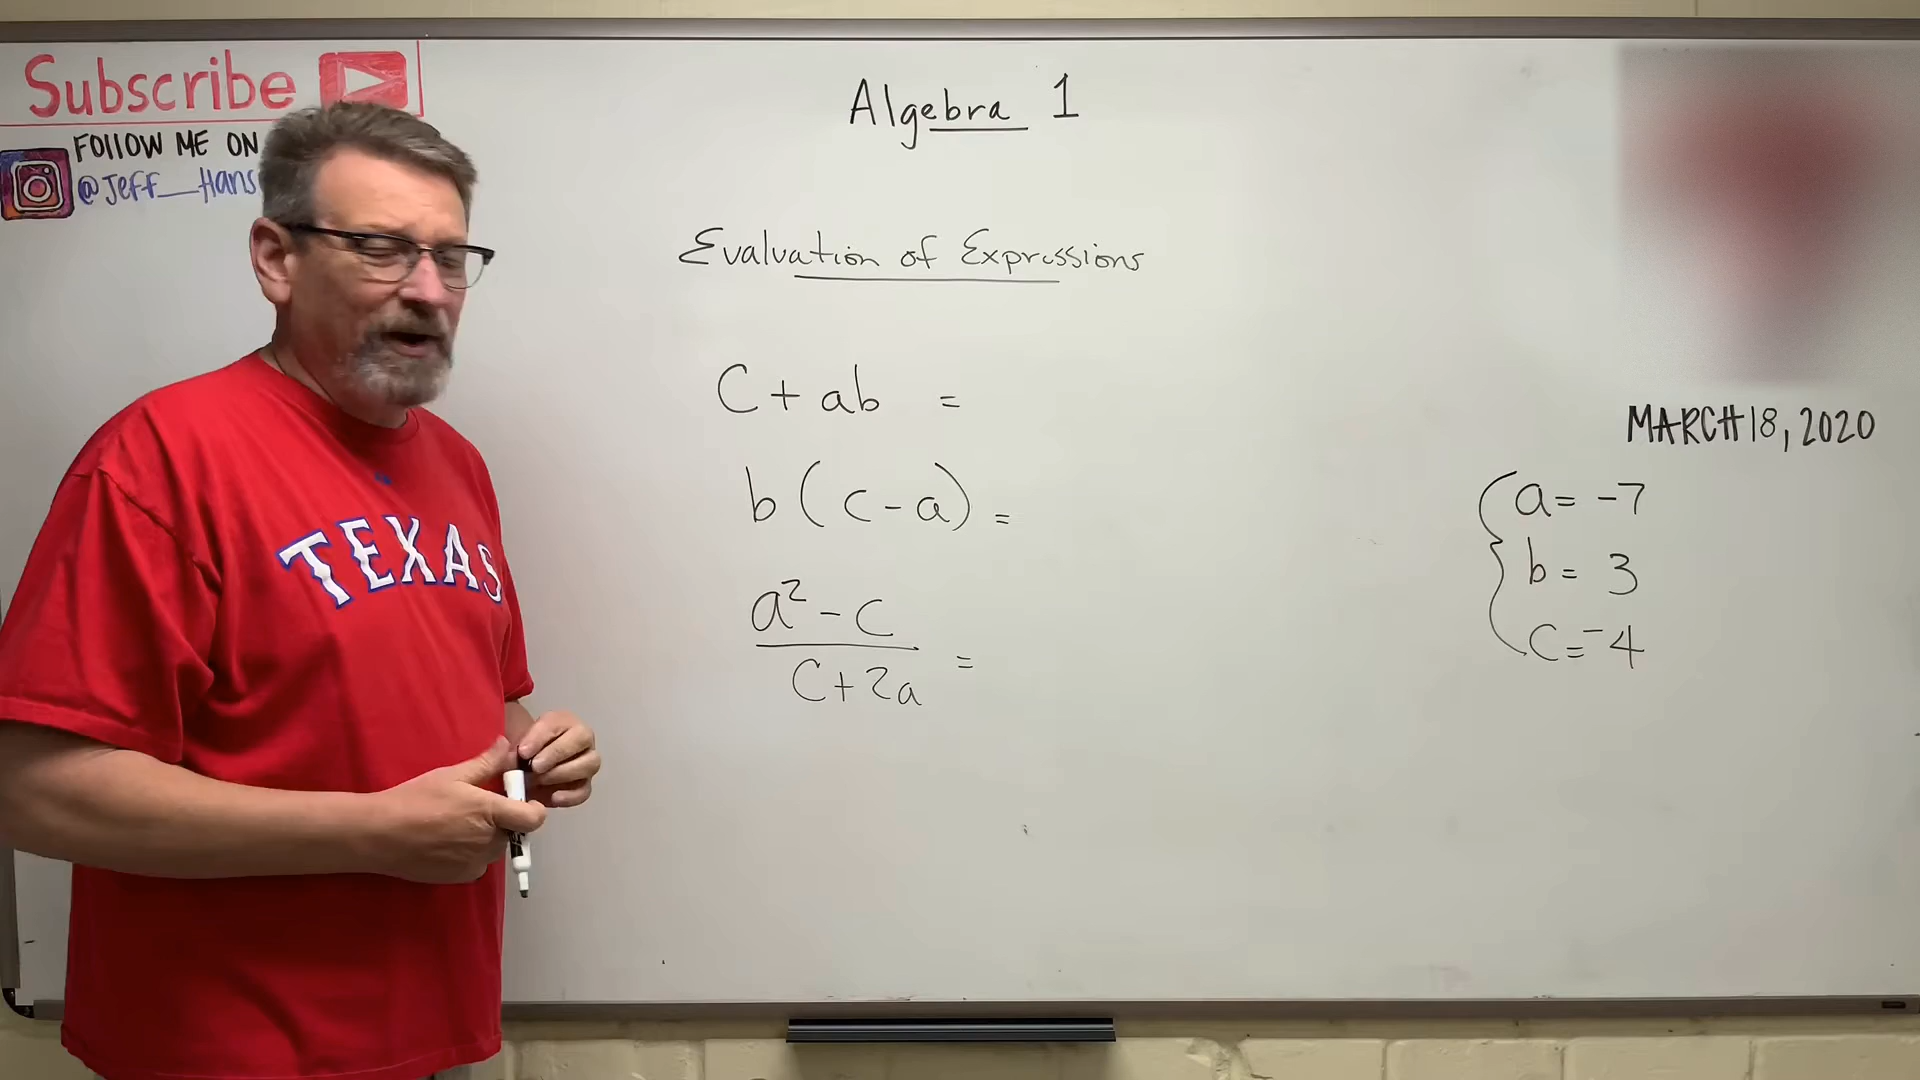 Subscribe
FOllOW ME ON
@Jeff__Hans
Algebra 1
Evaluation of Expressions
C + ab =
b ( c - a ) =
a² - c
C + 2a =
MARCH 18, 2020
a = -7
b = 3
C = -4
TEXAS